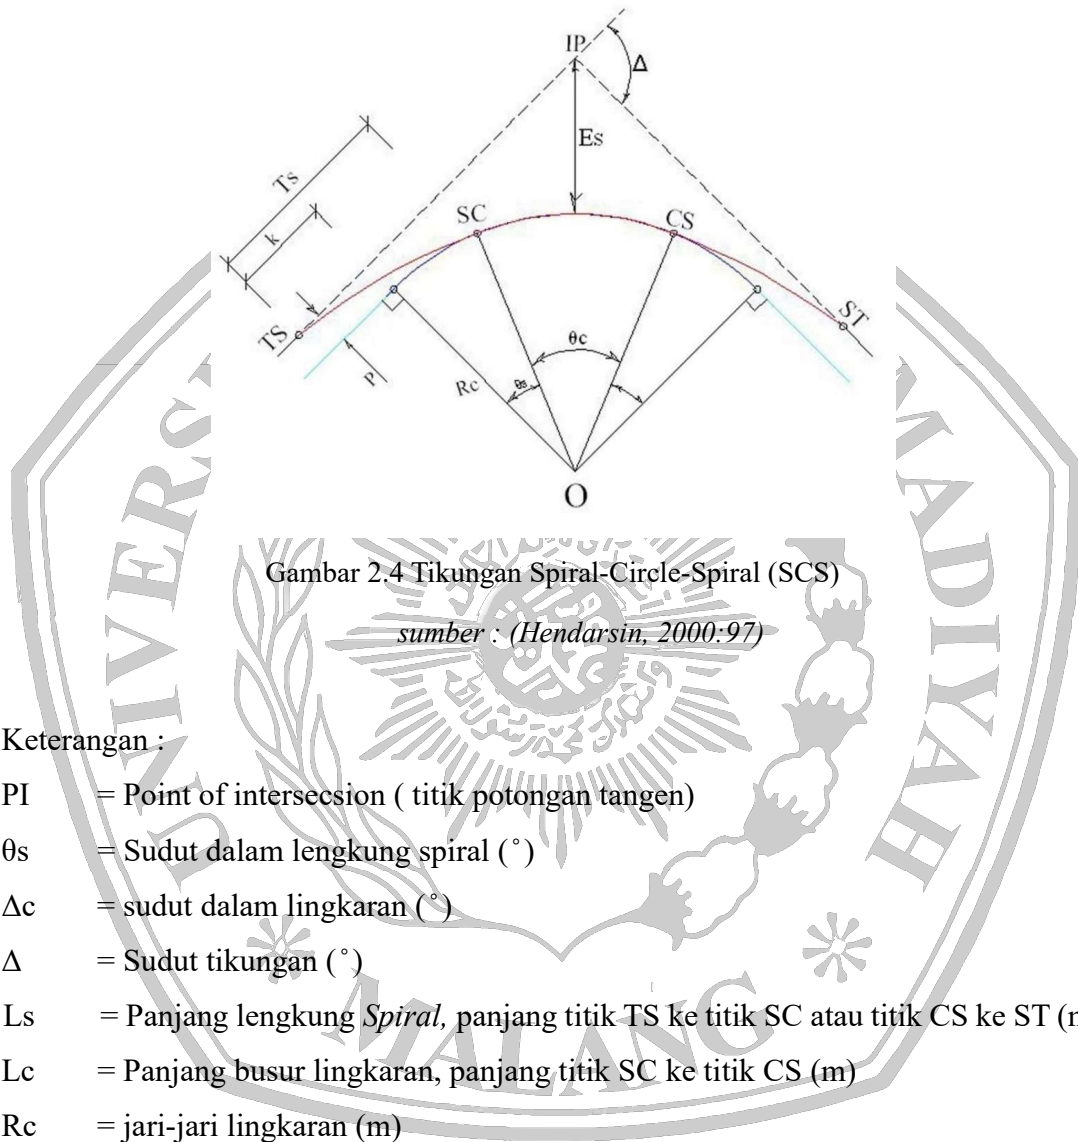 IP
Δ
Es
Ts
k
SC
CS
TS
ST
P
Rc
θs
θc
O
Gambar 2.4 Tikungan Spiral-Circle-Spiral (SCS)
sumber : (Hendarsin, 2000:97)
Keterangan :
PI = Point of intersecsion ( titik potongan tangen)
θs = Sudut dalam lengkung spiral (˚)
Δc = sudut dalam lingkaran (˚)
Δ = Sudut tikungan (˚)
Ls = Panjang lengkung Spiral, panjang titik TS ke titik SC atau titik CS ke ST (
Lc = Panjang busur lingkaran, panjang titik SC ke titik CS (m)
Rc = jari-jari lingkaran (m)
MALANG